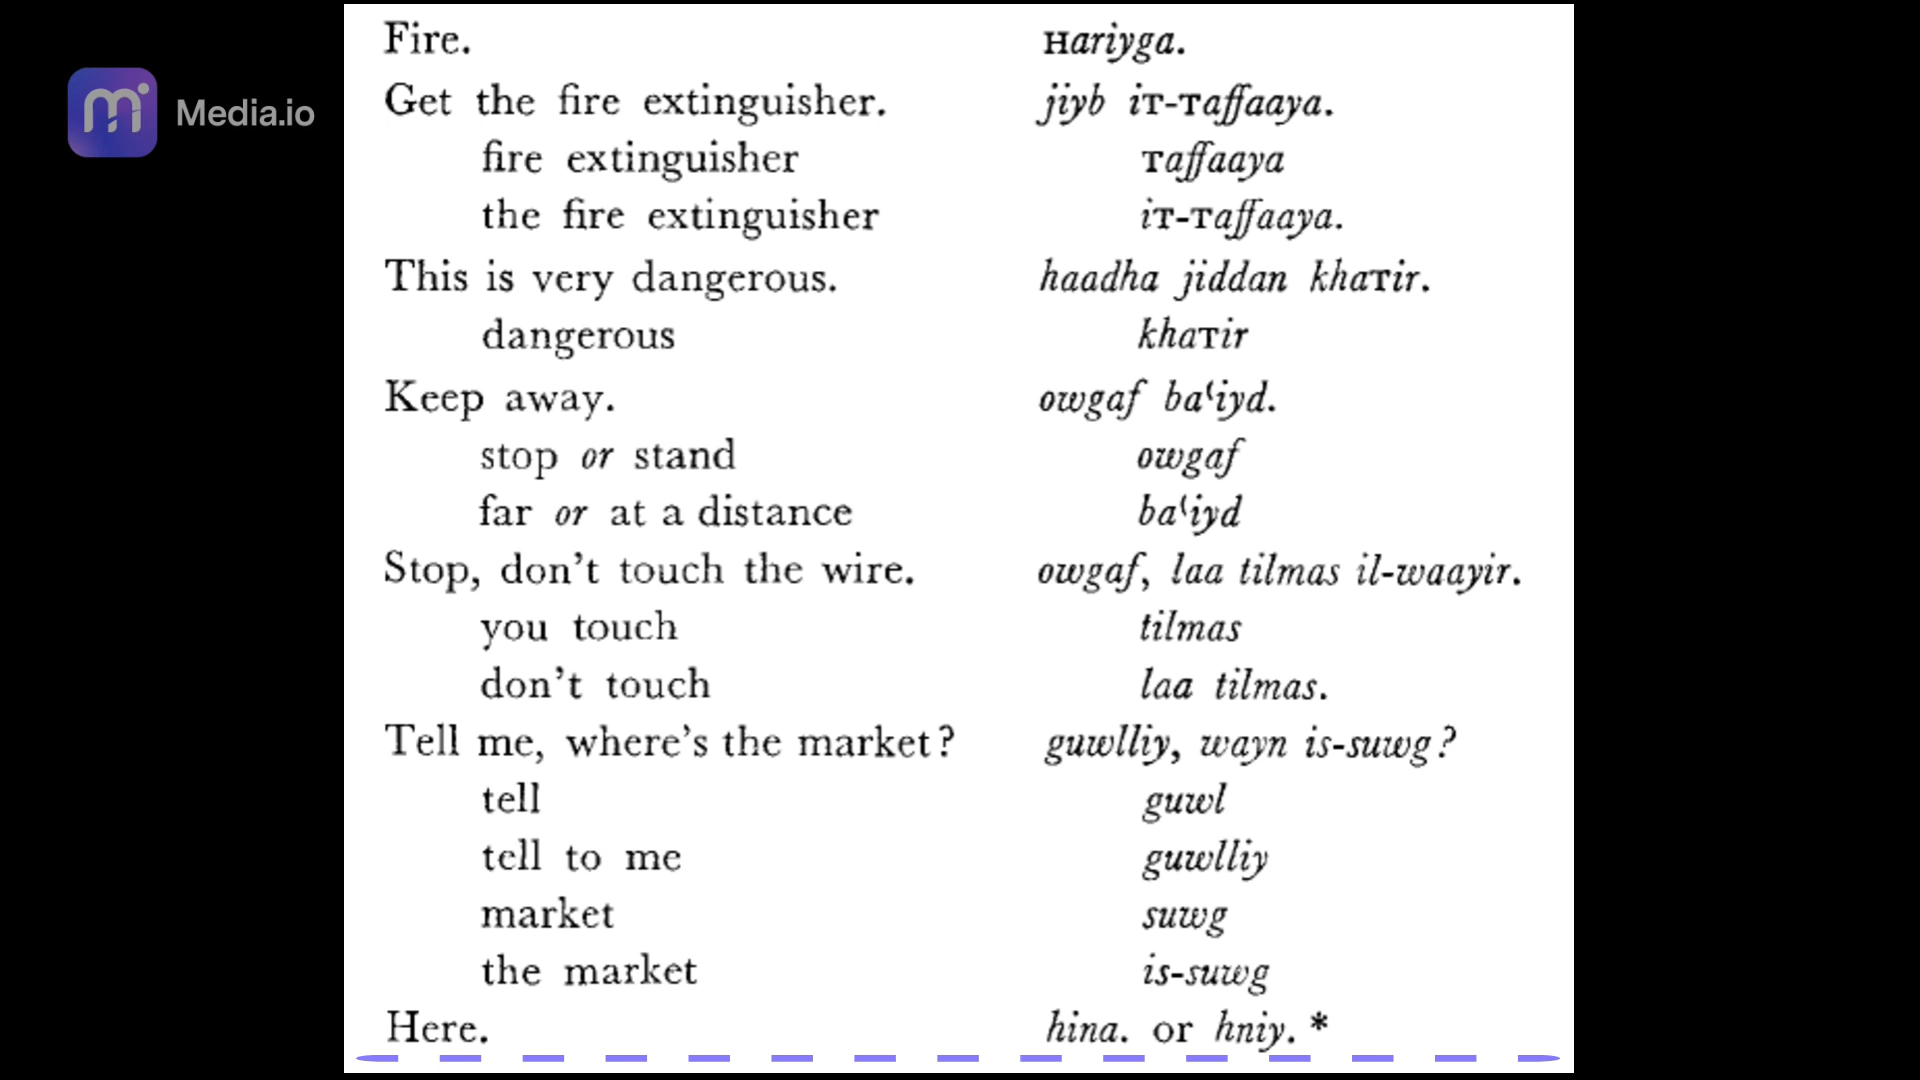 Media.io
Fire. Hariyga.
Get the fire extinguisher. jiyb iT-Taffaaya.
fire extinguisher Taffaaya
the fire extinguisher iT-Taffaaya.
This is very dangerous. haadha jiddan khaTir.
dangerous khaTir
Keep away. owgaf baʿiyd.
stop or stand owgaf
far or at a distance baʿiyd
Stop, don’t touch the wire. owgaf, laa tilmas il-waayir.
you touch tilmas
don’t touch laa tilmas.
Tell me, where’s the market? guwlliy, wayn is-suwg?
tell guwl
tell to me guwlliy
market suwg
the market is-suwg
Here. hina. or hniy. *